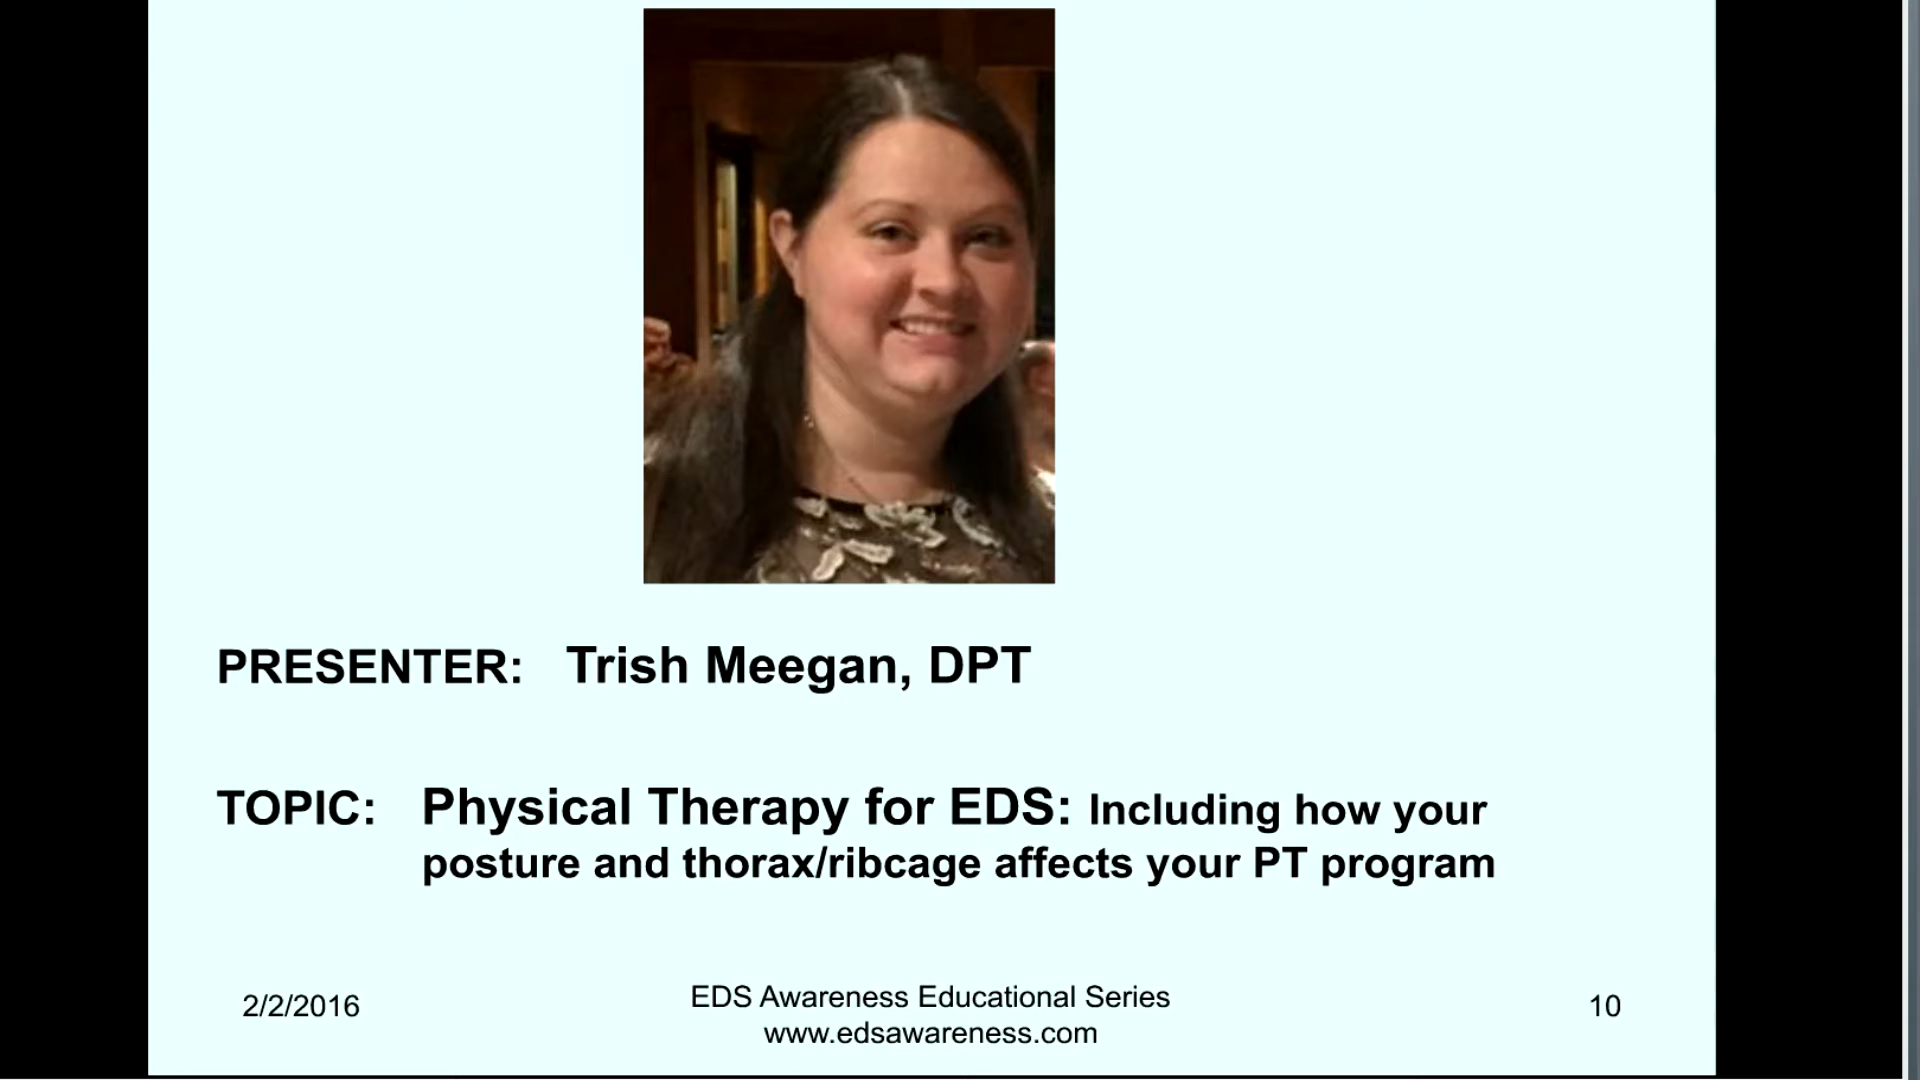 PRESENTER: Trish Meegan, DPT
TOPIC: Physical Therapy for EDS: Including how your
posture and thorax/ribcage affects your PT program
2/2/2016
EDS Awareness Educational Series
www.edsawareness.com
10